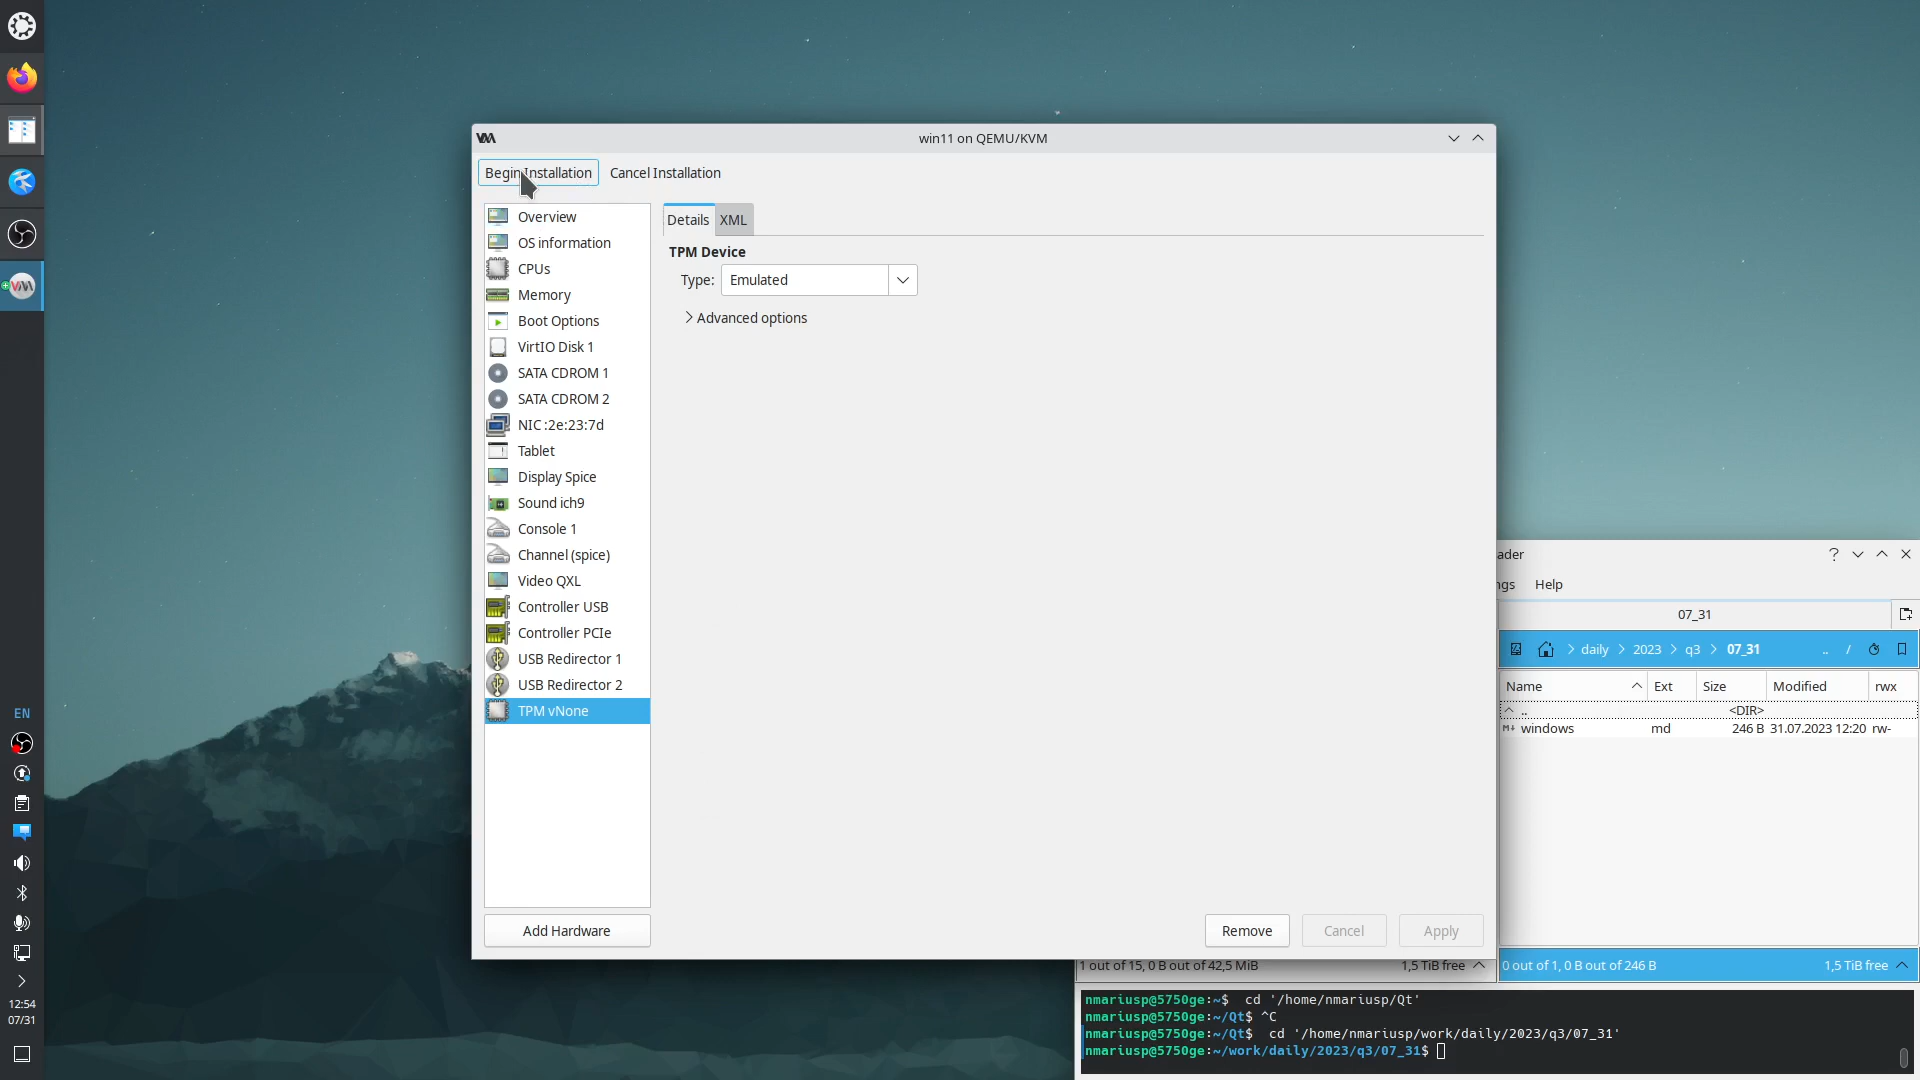 win11 on QEMU/KVM
Begin Installation
Cancel Installation
Overview
OS information
CPUs
Memory
Boot Options
VirtIO Disk 1
SATA CDROM 1
SATA CDROM 2
NIC :2e:23:7d
Tablet
Display Spice
Sound ich9
Console 1
Channel (spice)
Video QXL
Controller USB
Controller PCIe
USB Redirector 1
USB Redirector 2
TPM vNone
Add Hardware
Details
XML
TPM Device
Type:
Emulated
Advanced options
Remove
Cancel
Apply
ader
ngs
Help
07_31
daily
2023
q3
07_31
..
/
Name
Ext
Size
Modified
rwx
..
<DIR>
windows
md
246 B
31.07.2023 12:20
rw-
1 out of 15, 0 B out of 42,5 MiB
1,5 TiB free
0 out of 1, 0 B out of 246 B
1,5 TiB free
nmariusp@5750ge:~$ cd '/home/nmariusp/Qt'
nmariusp@5750ge:~/Qt$ ^C
nmariusp@5750ge:~/Qt$ cd '/home/nmariusp/work/daily/2023/q3/07_31'
nmariusp@5750ge:~/work/daily/2023/q3/07_31$
EN
12:54
07/31